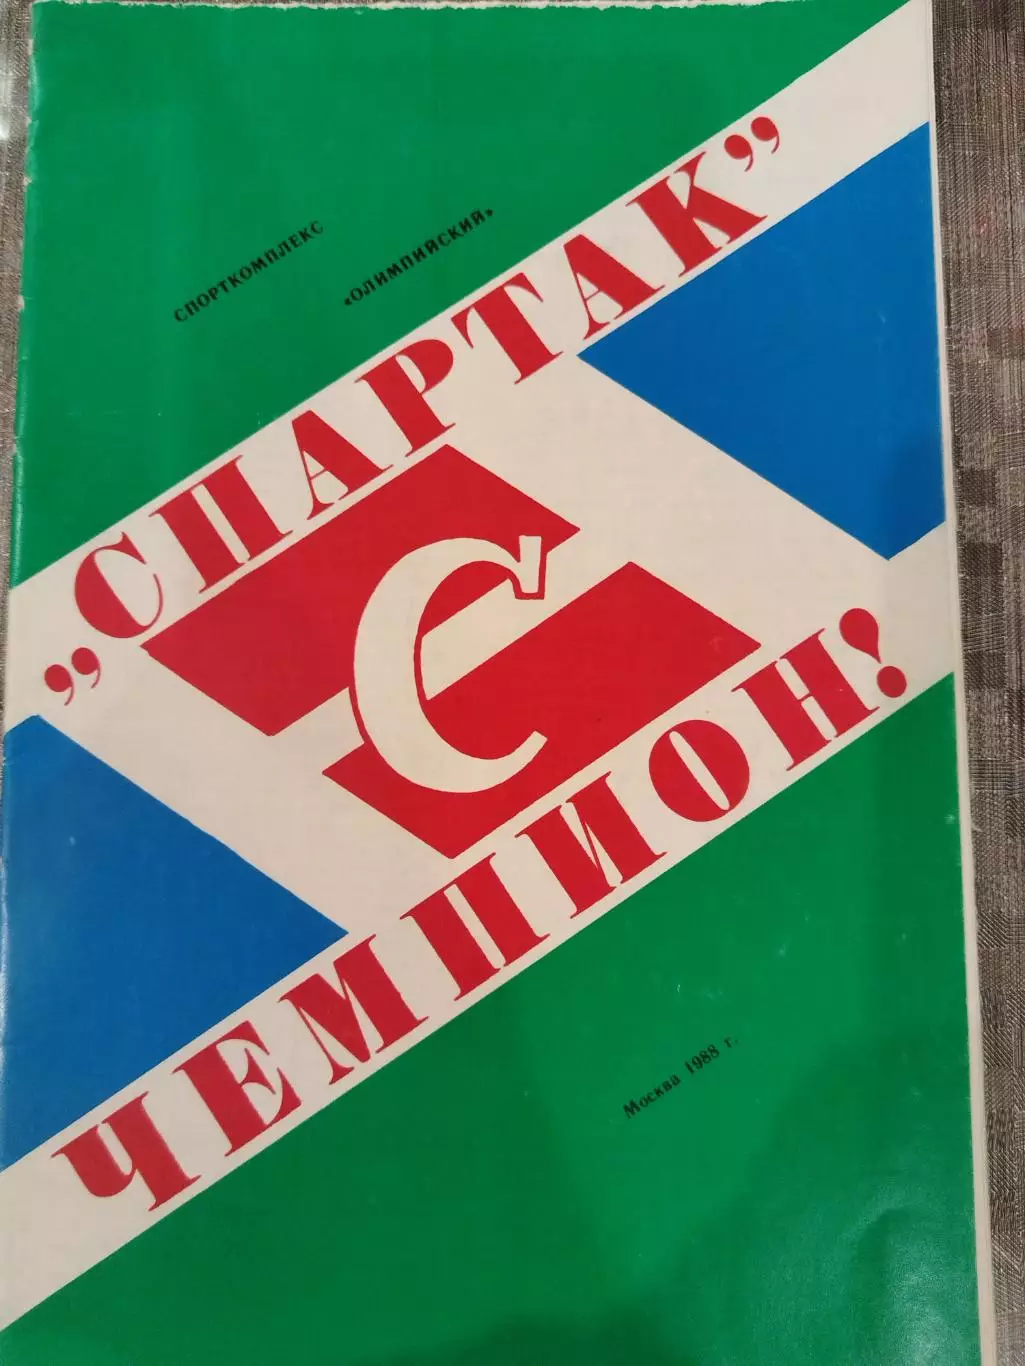 СПОРТКОМПЛЕКС «ОЛИМПИЙСКИЙ»
„СПАРТАК”
С
ЧЕМПИОН!
Москва 1988 г.